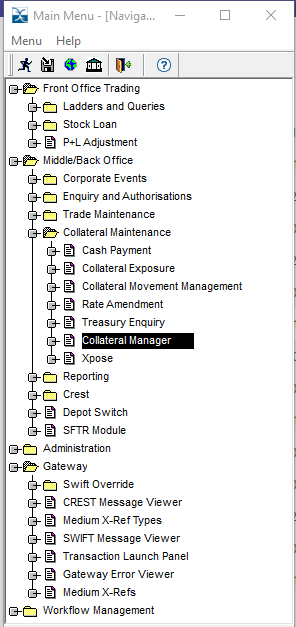 Main Menu - [Naviga...
Menu Help
Front Office Trading
Ladders and Queries
Stock Loan
P+L Adjustment
Middle/Back Office
Corporate Events
Enquiry and Authorisations
Trade Maintenance
Collateral Maintenance
Cash Payment
Collateral Exposure
Collateral Movement Management
Rate Amendment
Treasury Enquiry
Collateral Manager
Xpose
Reporting
Crest
Depot Switch
SFTR Module
Administration
Gateway
Swift Override
CREST Message Viewer
Medium X-Ref Types
SWIFT Message Viewer
Transaction Launch Panel
Gateway Error Viewer
Medium X-Refs
Workflow Management